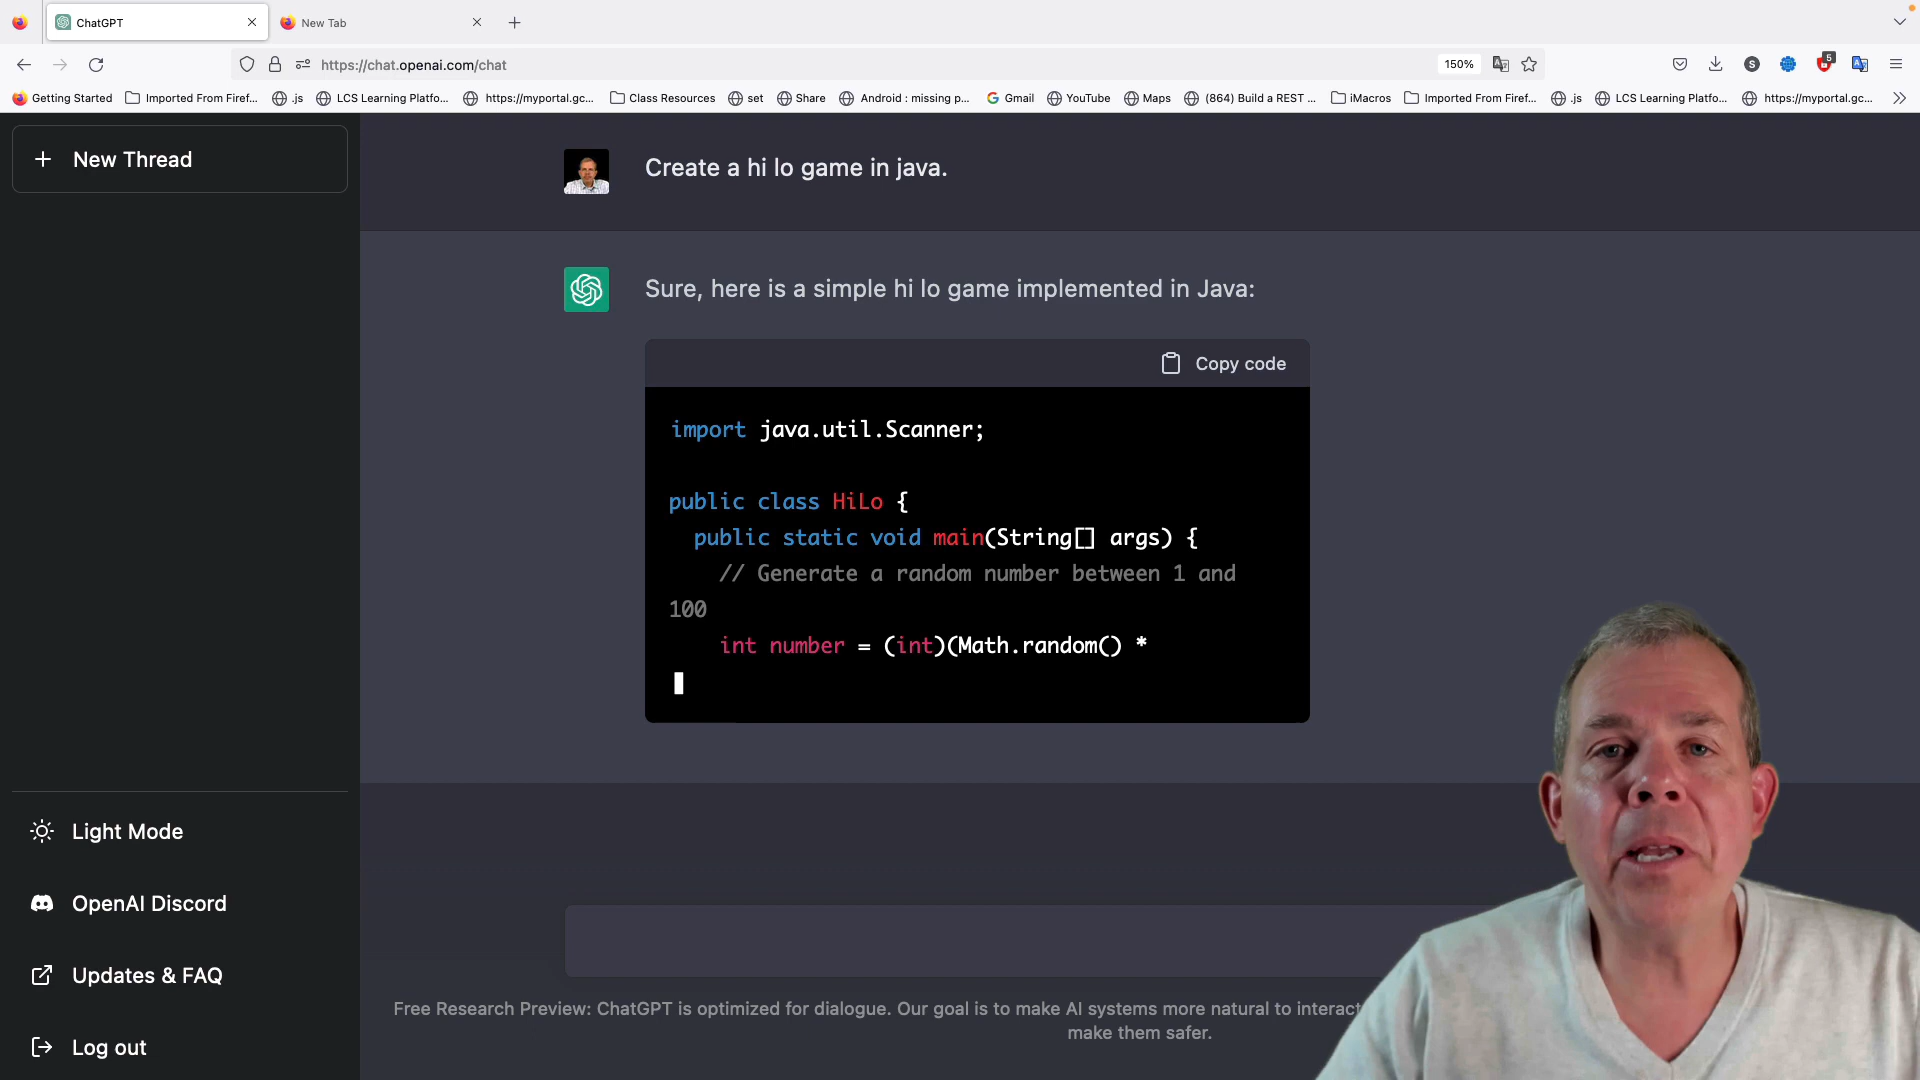 ChatGPT
New Tab
https://chat.openai.com/chat
150%
5
Getting Started
Imported From Firef...
.js
LCS Learning Platfo...
https://myportal.gc...
Class Resources
set
Share
Android : missing p...
Gmail
YouTube
Maps
(864) Build a REST ...
iMacros
Imported From Firef...
.js
LCS Learning Platfo...
https://myportal.gc...
New Thread
Create a hi lo game in java.
Sure, here is a simple hi lo game implemented in Java:
Copy code
import java.util.Scanner;
public class HiLo {
public static void main(String[] args) {
// Generate a random number between 1 and
100
int number = (int)(Math.random() *
Light Mode
OpenAI Discord
Updates & FAQ
Log out
Free Research Preview: ChatGPT is optimized for dialogue. Our goal is to make AI systems more natural to interact
make them safer.